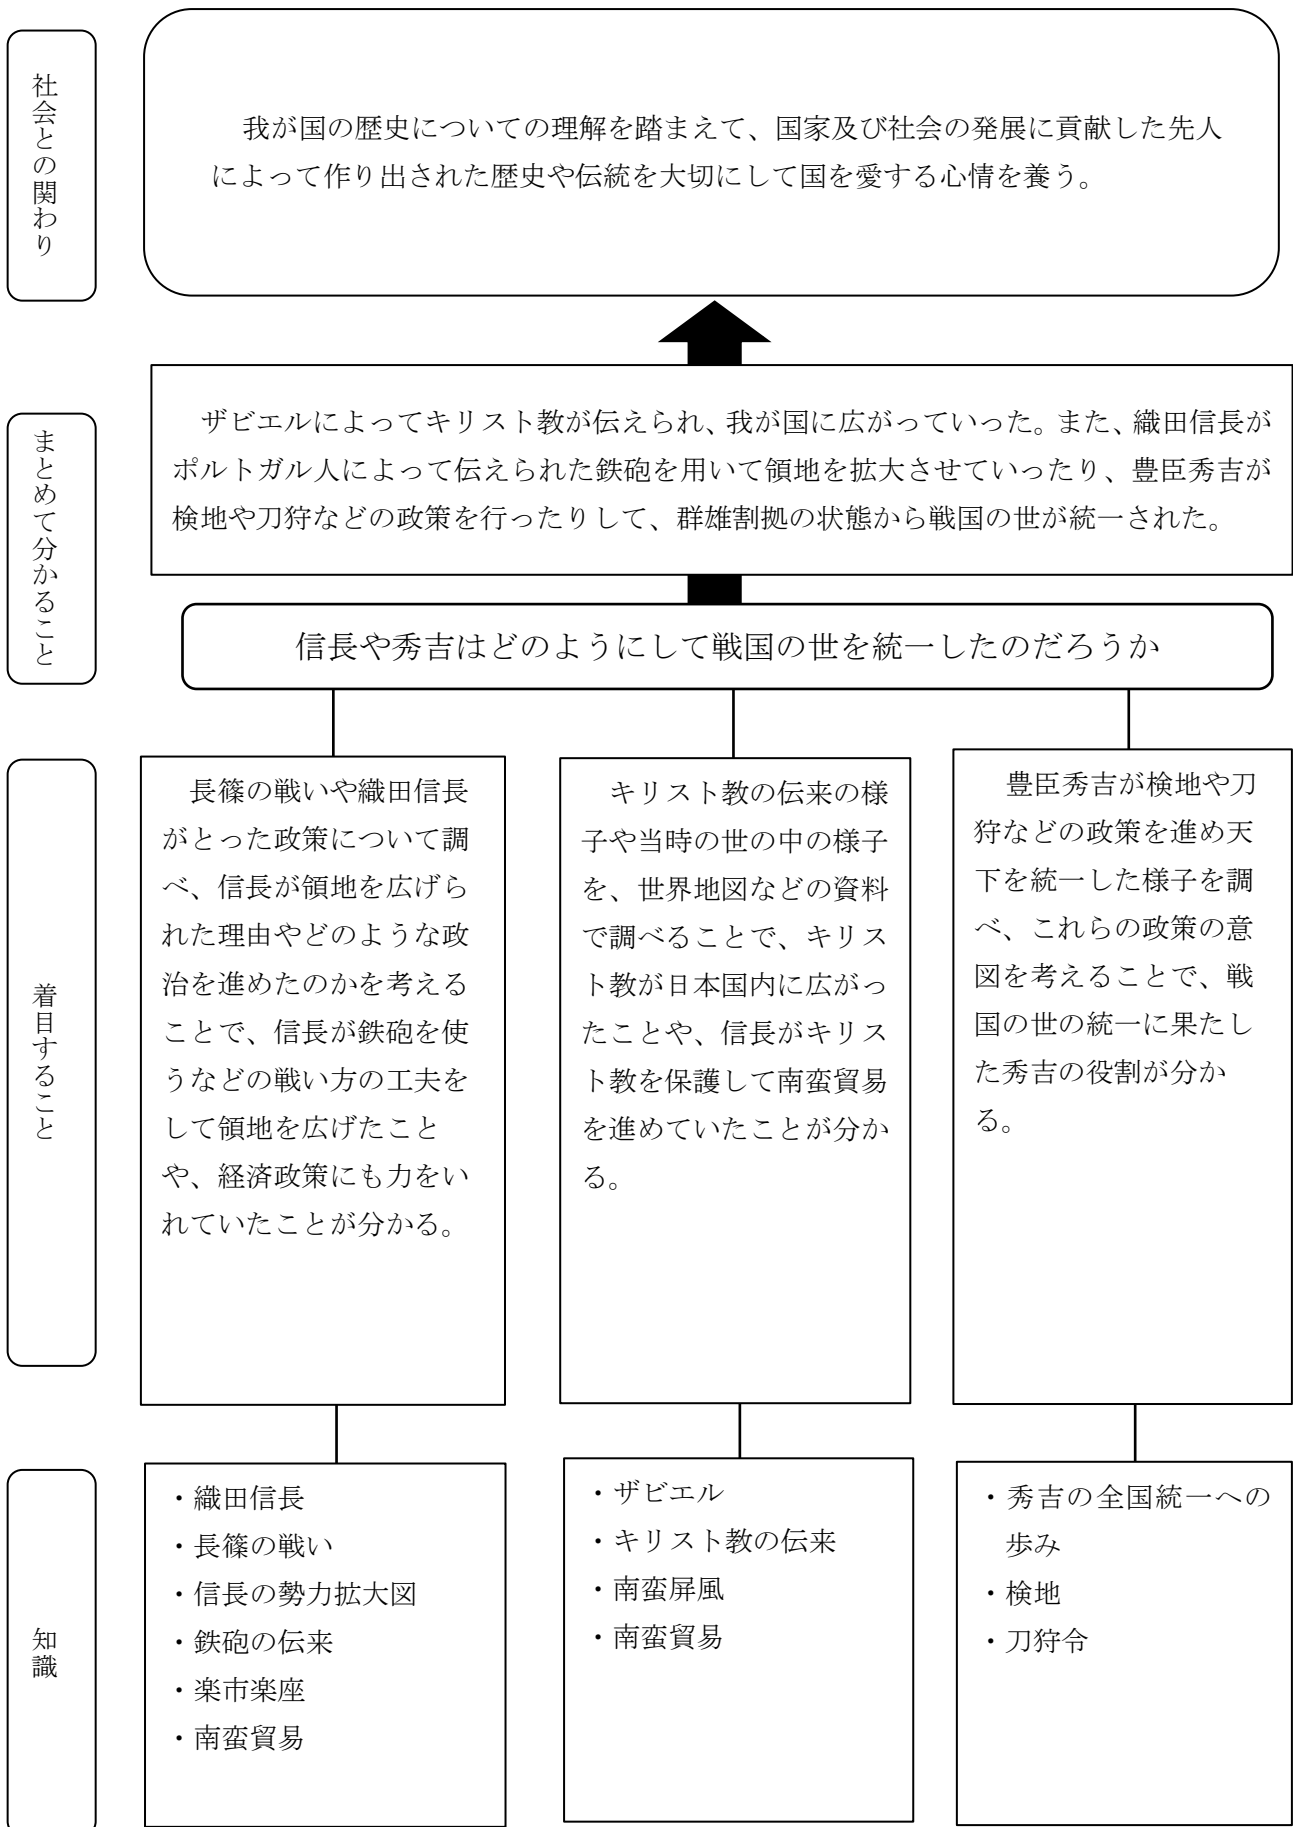 社会との関わり
我が国の歴史についての理解を踏まえて、国家及び社会の発展に貢献した先人
によって作り出された歴史や伝統を大切にして国を愛する心情を養う。
まとめて分かること
ザビエルによってキリスト教が伝えられ、我が国に広がっていった。また、織田信長が
ポルトガル人によって伝えられた鉄砲を用いて領地を拡大させていったり、豊臣秀吉が
検地や刀狩などの政策を行ったりして、群雄割拠の状態から戦国の世が統一された。
信長や秀吉はどのようにして戦国の世を統一したのだろうか
着目すること
長篠の戦いや織田信長
がとった政策について調
べ、信長が領地を広げら
れた理由やどのような政
治を進めたのかを考える
ことで、信長が鉄砲を使
うなどの戦い方の工夫を
して領地を広げたこと
や、経済政策にも力をい
れていたことが分かる。
キリスト教の伝来の様
子や当時の世の中の様子
を、世界地図などの資料
で調べることで、キリス
ト教が日本国内に広がっ
たことや、信長がキリス
ト教を保護して南蛮貿易
を進めていたことが分か
る。
豊臣秀吉が検地や刀
狩などの政策を進め天
下を統一した様子を調
べ、これらの政策の意
図を考えることで、戦
国の世の統一に果たし
た秀吉の役割が分か
る。
知識
・織田信長
・長篠の戦い
・信長の勢力拡大図
・鉄砲の伝来
・楽市楽座
・南蛮貿易
・ザビエル
・キリスト教の伝来
・南蛮屏風
・南蛮貿易
・秀吉の全国統一への
歩み
・検地
・刀狩令